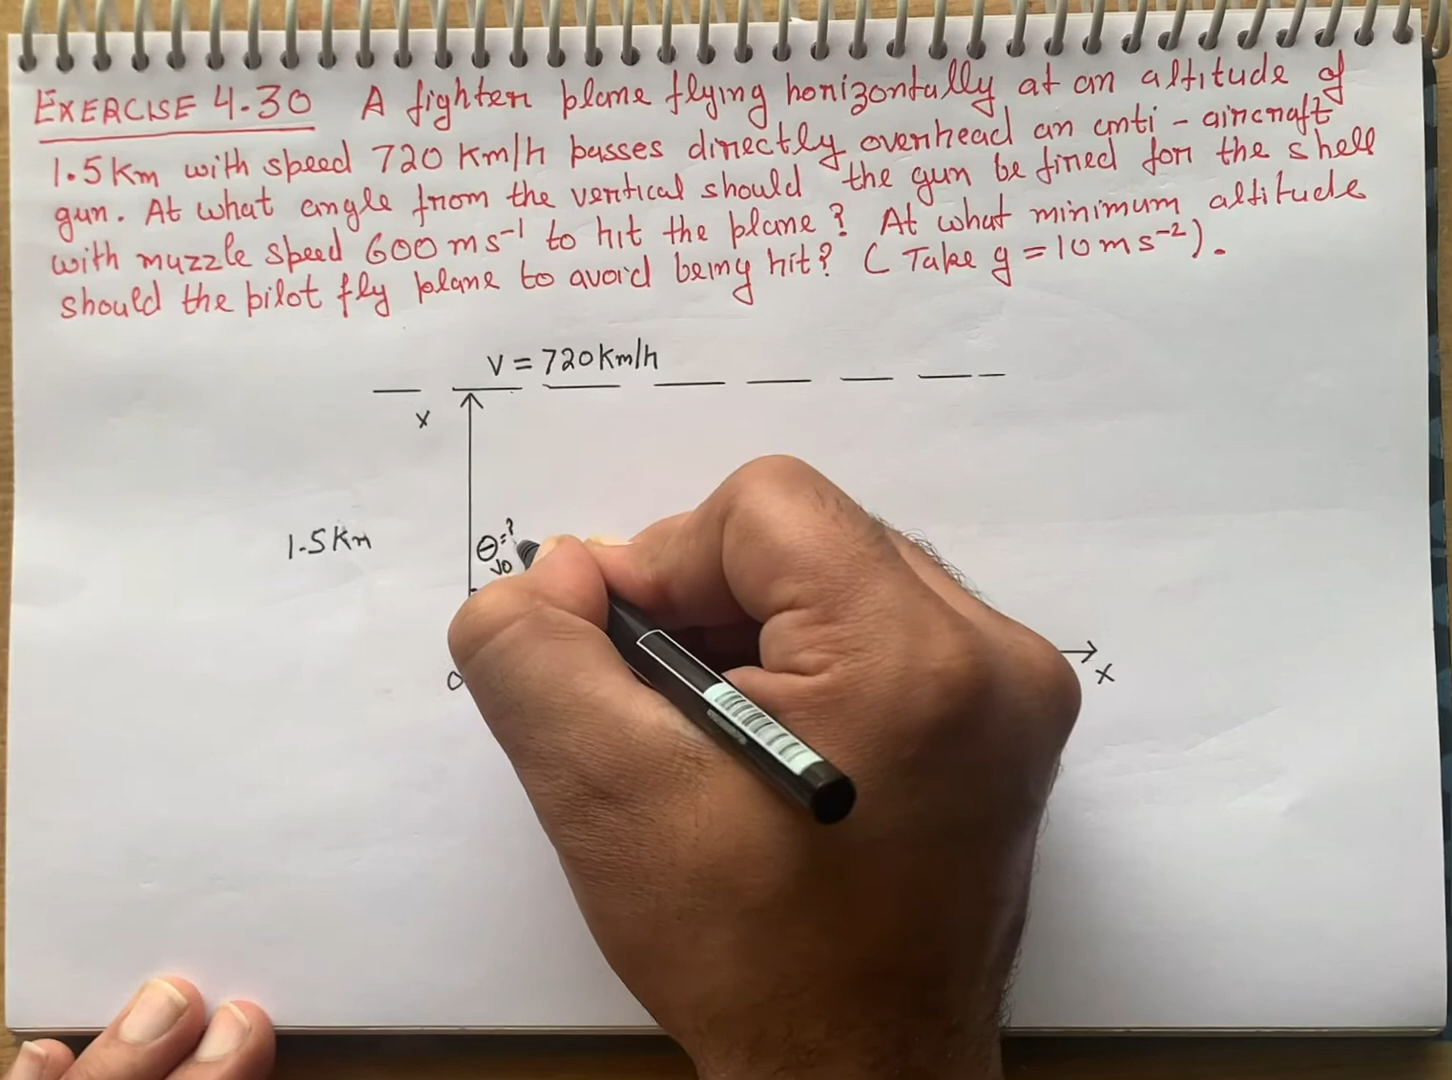 EXERCISE 4.30 A fighter plane flying horizontally at an altitude of
1.5 km with speed 720 km/h passes directly overhead an anti-aircraft
gun. At what angle from the vertical should the gun be fired for the shell
with muzzle speed 600 ms⁻¹ to hit the plane? At what minimum altitude
should the pilot fly plane to avoid being hit? (Take g = 10 ms⁻²).
V = 720 km/h
x
1.5 Km
θ=?
v0
O
x